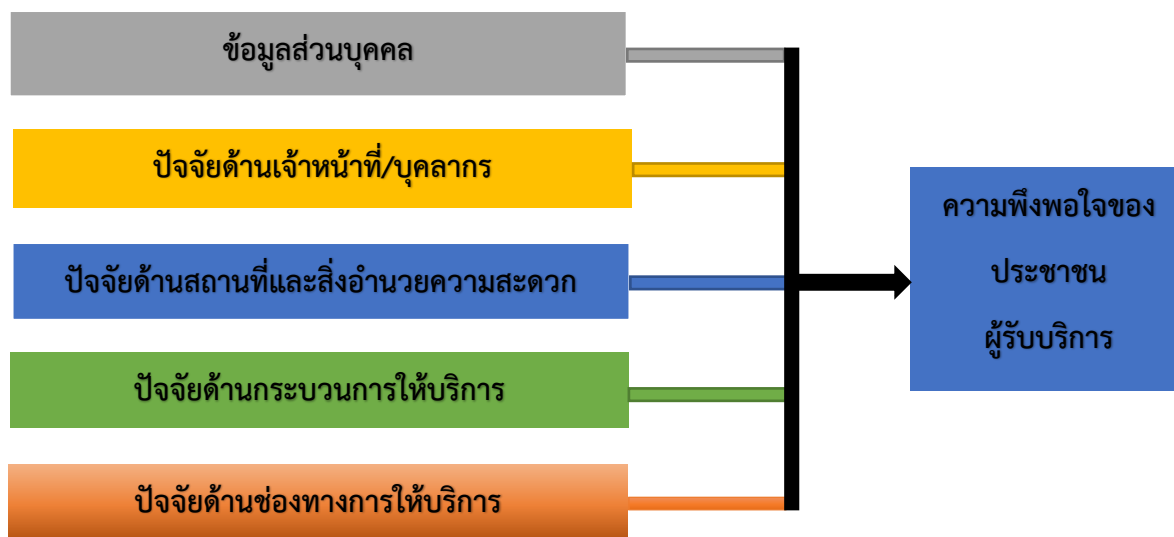 ข้อมูลส่วนบุคคล
ปัจจัยด้านเจ้าหน้าที่/บุคลากร
ปัจจัยด้านสถานที่และสิ่งอำนวยความสะดวก
ปัจจัยด้านกระบวนการให้บริการ
ปัจจัยด้านช่องทางการให้บริการ
ความพึงพอใจของ
ประชาชน
ผู้รับบริการ